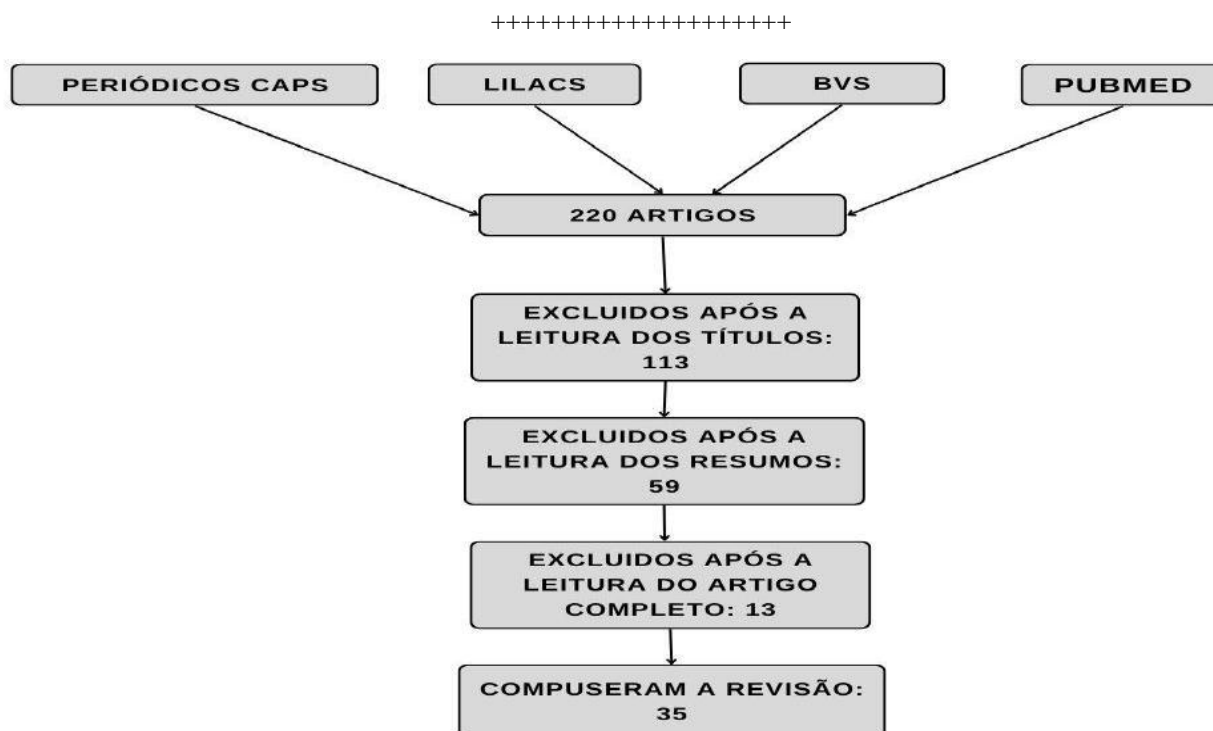 ++++++++++++++++++++
PERIÓDICOS CAPS
LILACS
BVS
PUBMED
220 ARTIGOS
EXCLUIDOS APÓS A
LEITURA DOS TÍTULOS:
113
EXCLUIDOS APÓS A
LEITURA DOS RESUMOS:
59
EXCLUIDOS APÓS A
LEITURA DO ARTIGO
COMPLETO: 13
COMPUSERAM A REVISÃO:
35